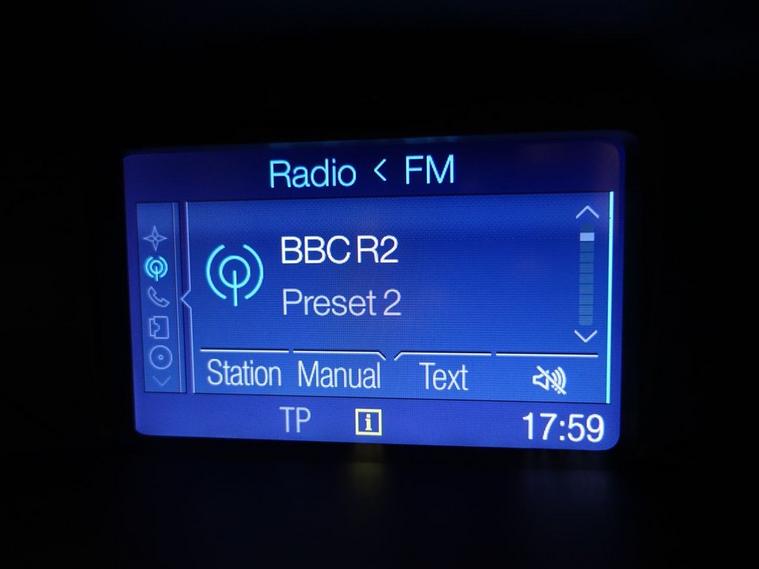 Radio < FM
BBC R2
Preset 2
Station Manual Text
TP i 17:59